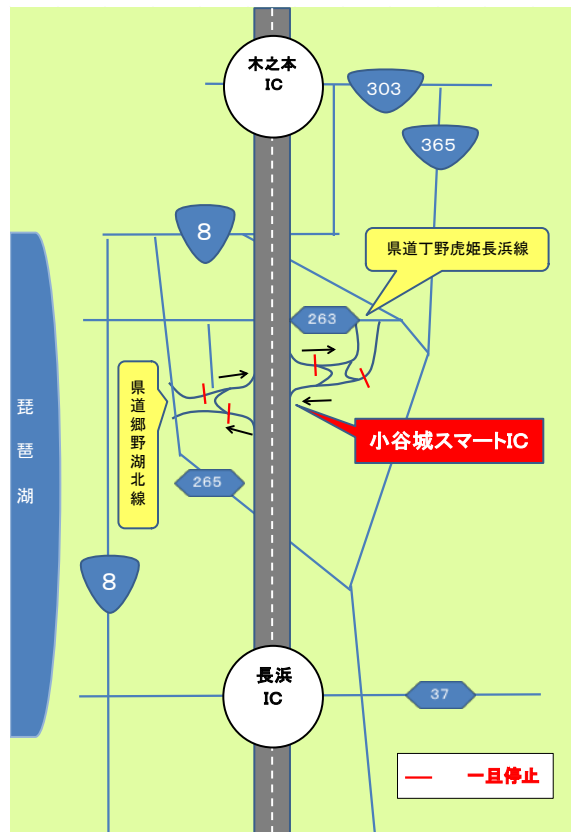 木之本
IC
303
365
8
県道丁野虎姫長浜線
263
県道郷野湖北線
琵琶湖
小谷城スマートIC
265
8
長浜
IC
37
一旦停止